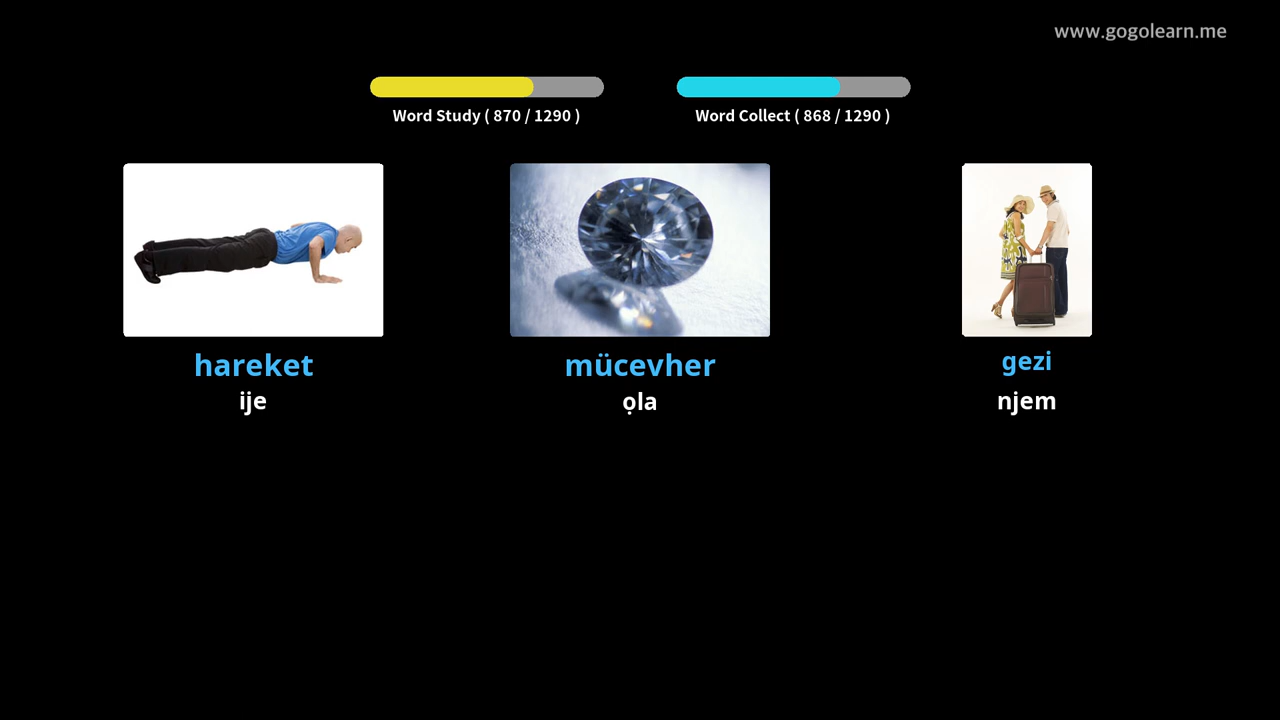 www.gogolearn.me
Word Study ( 870 / 1290 )
Word Collect ( 868 / 1290 )
hareket
mücevher
gezi
ije
ọla
njem